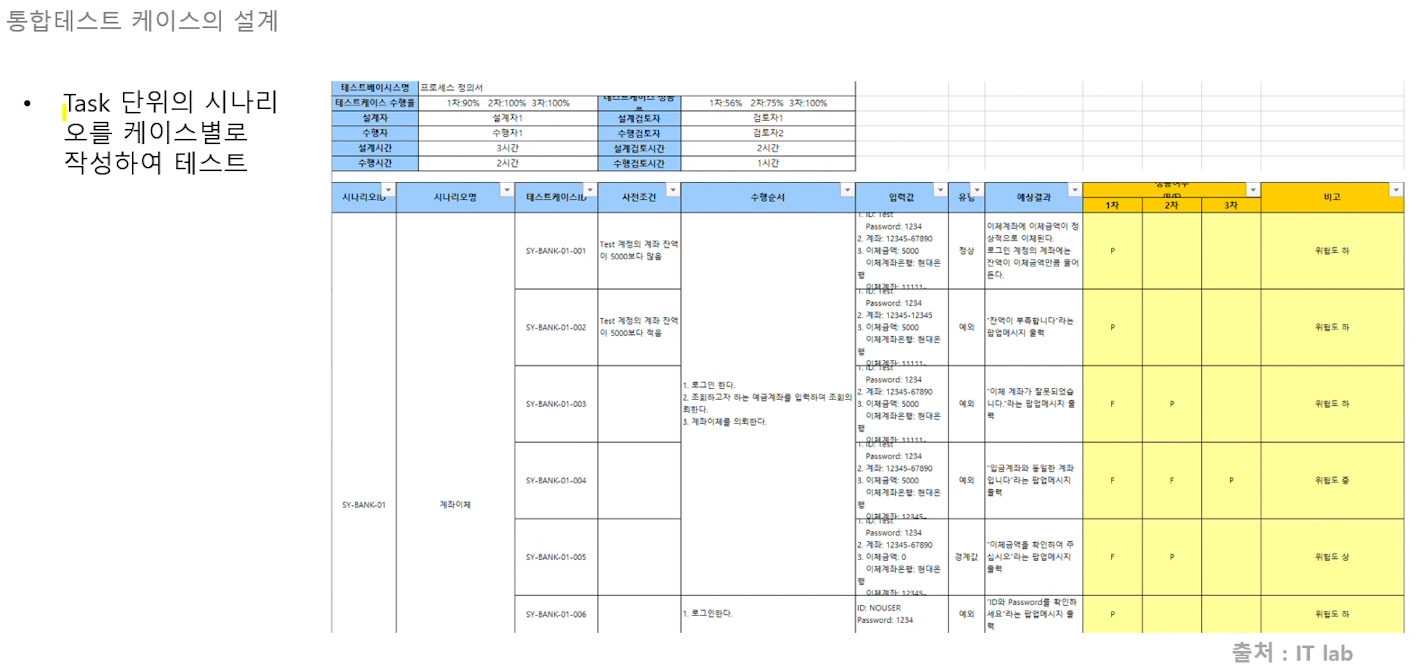 통합테스트 케이스의 설계
• Task 단위의 시나리
오를 케이스별로
작성하여 테스트
테스트베이시스명 프로세스 정의서
테스트케이스 수행율 1차:90% 2차:100% 3차:100% 테스트케이스 성공 1차:56% 2차:75% 3차:100%
설계자 설계자1 설계검토자 검토자1
수행자 수행자1 수행검토자 검토자2
설계시간 3시간 설계검토시간 2시간
수행시간 2시간 수행검토시간 1시간
시나리오ID 시나리오명 테스트케이스ID 사전조건 수행순서 입력값 유형 예상결과 비고
1차 2차 3차
SY-BANK-01
계좌이체
1. 로그인 한다.
2. 조회하고자 하는 예금계좌를 입력하여 조회의
뢰한다.
3. 계좌이체를 의뢰한다.
SY-BANK-01-001
Test 계정의 계좌 잔액
이 5000보다 많음
1. ID: Test
Password: 1234
2. 계좌: 12345-67890
3. 이체금액: 5000
이체계좌은행: 현대은
행
이체계좌: 11111-
정상
이체계좌에 이체금액이 정
상적으로 이체된다.
로그인 계정의 계좌에는
잔액이 이체금액만큼 줄어
든다.
P
위험도 하
SY-BANK-01-002
Test 계정의 계좌 잔액
이 5000보다 적음
1. ID: Test
Password: 1234
2. 계좌: 12345-12345
3. 이체금액: 5000
이체계좌은행: 현대은
행
이체계좌: 11111-
예외
"잔액이 부족합니다"라는
팝업메시지 출력
P
위험도 하
SY-BANK-01-003
1. ID: Test
Password: 1234
2. 계좌: 12345-67890
3. 이체금액: 5000
이체계좌은행: 현대은
행
이체계좌: 11111-
예외
"이체 계좌가 잘못되었습
니다."라는 팝업메시지 출
력
F P
위험도 하
SY-BANK-01-004
1. ID: Test
Password: 1234
2. 계좌: 12345-67890
3. 이체금액: 5000
이체계좌은행: 현대은
행
이체계좌: 12345-
예외
"입금계좌와 동일한 계좌
입니다"라는 팝업메시지
출력
F F P
위험도 중
SY-BANK-01-005
1. ID: Test
Password: 1234
2. 계좌: 12345-67890
3. 이체금액: 0
이체계좌은행: 현대은
행
이체계좌: 12345-
경계값
"이체금액을 확인하여 주
십시오"라는 팝업메시지
출력
F P
위험도 상
SY-BANK-01-006
1. 로그인한다.
ID: NOUSER
Password: 1234
예외
"ID와 Password를 확인하
세요"라는 팝업메시지 출
력
P
위험도 하
출처 : IT lab